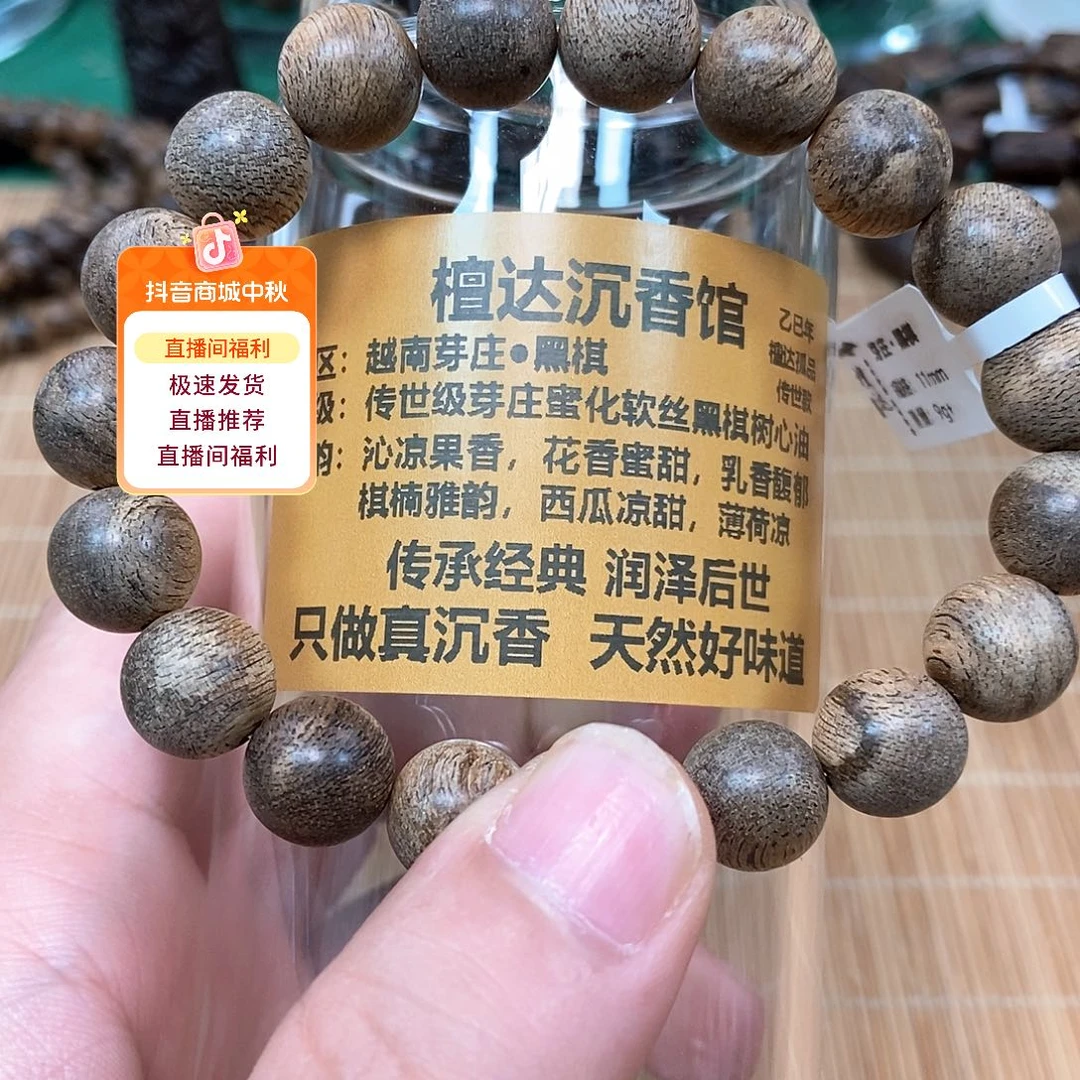 檀达沉香馆
乙巳年
檀达孤品
传世款
区：越南芽庄•黑棋
级：传世级芽庄蜜化软丝黑棋树心油
韵：沁凉果香，花香蜜甜，乳香馥郁
棋楠雅韵，西瓜凉甜，薄荷凉
传承经典 润泽后世
只做真沉香 天然好味道
抖音商城中秋
直播间福利
极速发货
直播推荐
直播间福利
11mm
9gr